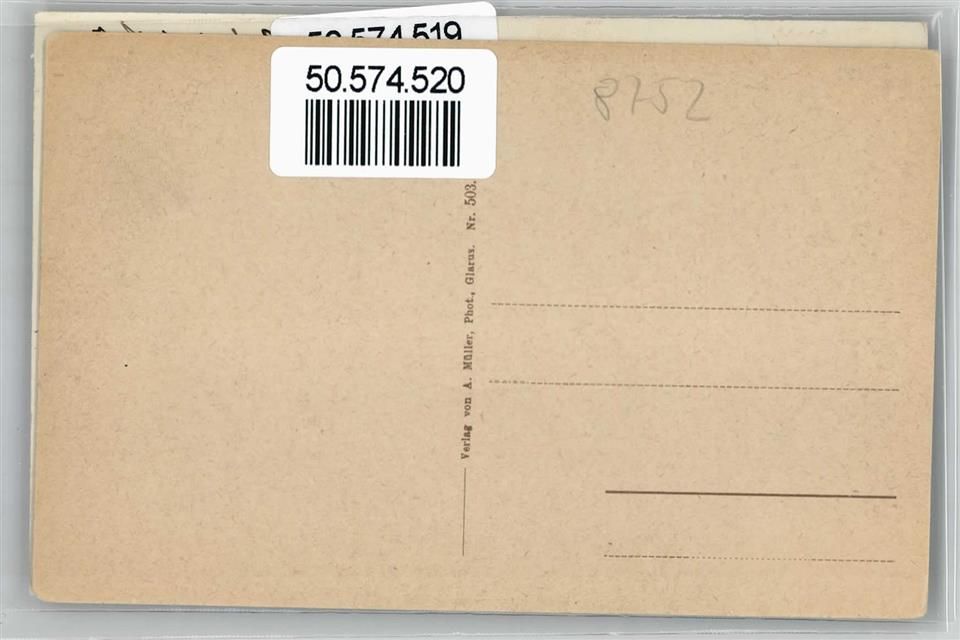 50.574.519
50.574.520
8752
Verlag von A. Müller, Phot., Glarus. Nr. 503.